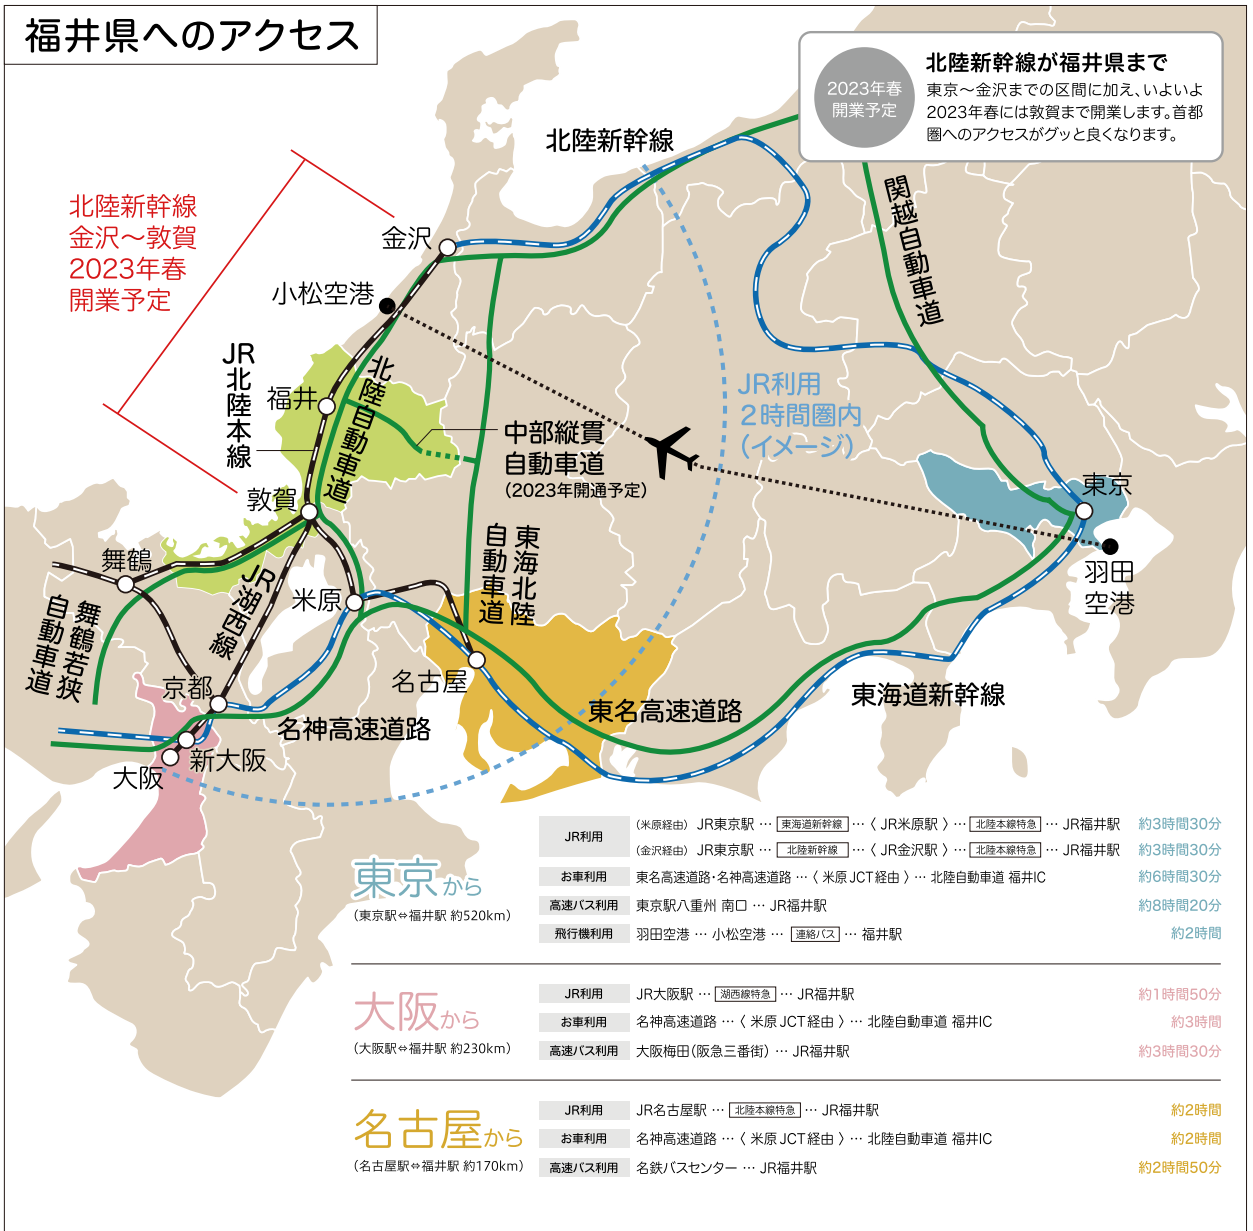 福井県へのアクセス
2023年春
開業予定
北陸新幹線が福井県まで
東京〜金沢までの区間に加え、いよいよ
2023年春には敦賀まで開業します。首都
圏へのアクセスがグッと良くなります。
北陸新幹線
関越自動車道
北陸新幹線
金沢〜敦賀
2023年春
開業予定
金沢
小松空港
JR北陸本線
福井
北陸自動車道
中部縦貫
自動車道
(2023年開通予定)
JR利用
2時間圏内
(イメージ)
敦賀
東京
羽田
空港
舞鶴
JR湖西線
米原
東海北陸
自動車道
舞鶴若狭
自動車道
京都
名古屋
名神高速道路
東名高速道路
東海道新幹線
新大阪
大阪
東京から
(東京駅⇔福井駅 約520km)
JR利用
(米原経由) JR東京駅 … 東海道新幹線 …〈 JR米原駅 〉… 北陸本線特急 … JR福井駅 約3時間30分
(金沢経由) JR東京駅 … 北陸新幹線 …〈 JR金沢駅 〉… 北陸本線特急 … JR福井駅 約3時間30分
お車利用 東名高速道路・名神高速道路 …〈 米原JCT経由 〉… 北陸自動車道 福井IC 約6時間30分
高速バス利用 東京駅八重州 南口 … JR福井駅 約8時間20分
飛行機利用 羽田空港 … 小松空港 … 連絡バス … 福井駅 約2時間
大阪から
(大阪駅⇔福井駅 約230km)
JR利用 JR大阪駅 … 湖西線特急 … JR福井駅 約1時間50分
お車利用 名神高速道路 …〈 米原JCT経由 〉… 北陸自動車道 福井IC 約3時間
高速バス利用 大阪梅田(阪急三番街) … JR福井駅 約3時間30分
名古屋から
(名古屋駅⇔福井駅 約170km)
JR利用 JR名古屋駅 … 北陸本線特急 … JR福井駅 約2時間
お車利用 名神高速道路 …〈 米原JCT経由 〉… 北陸自動車道 福井IC 約2時間
高速バス利用 名鉄バスセンター … JR福井駅 約2時間50分